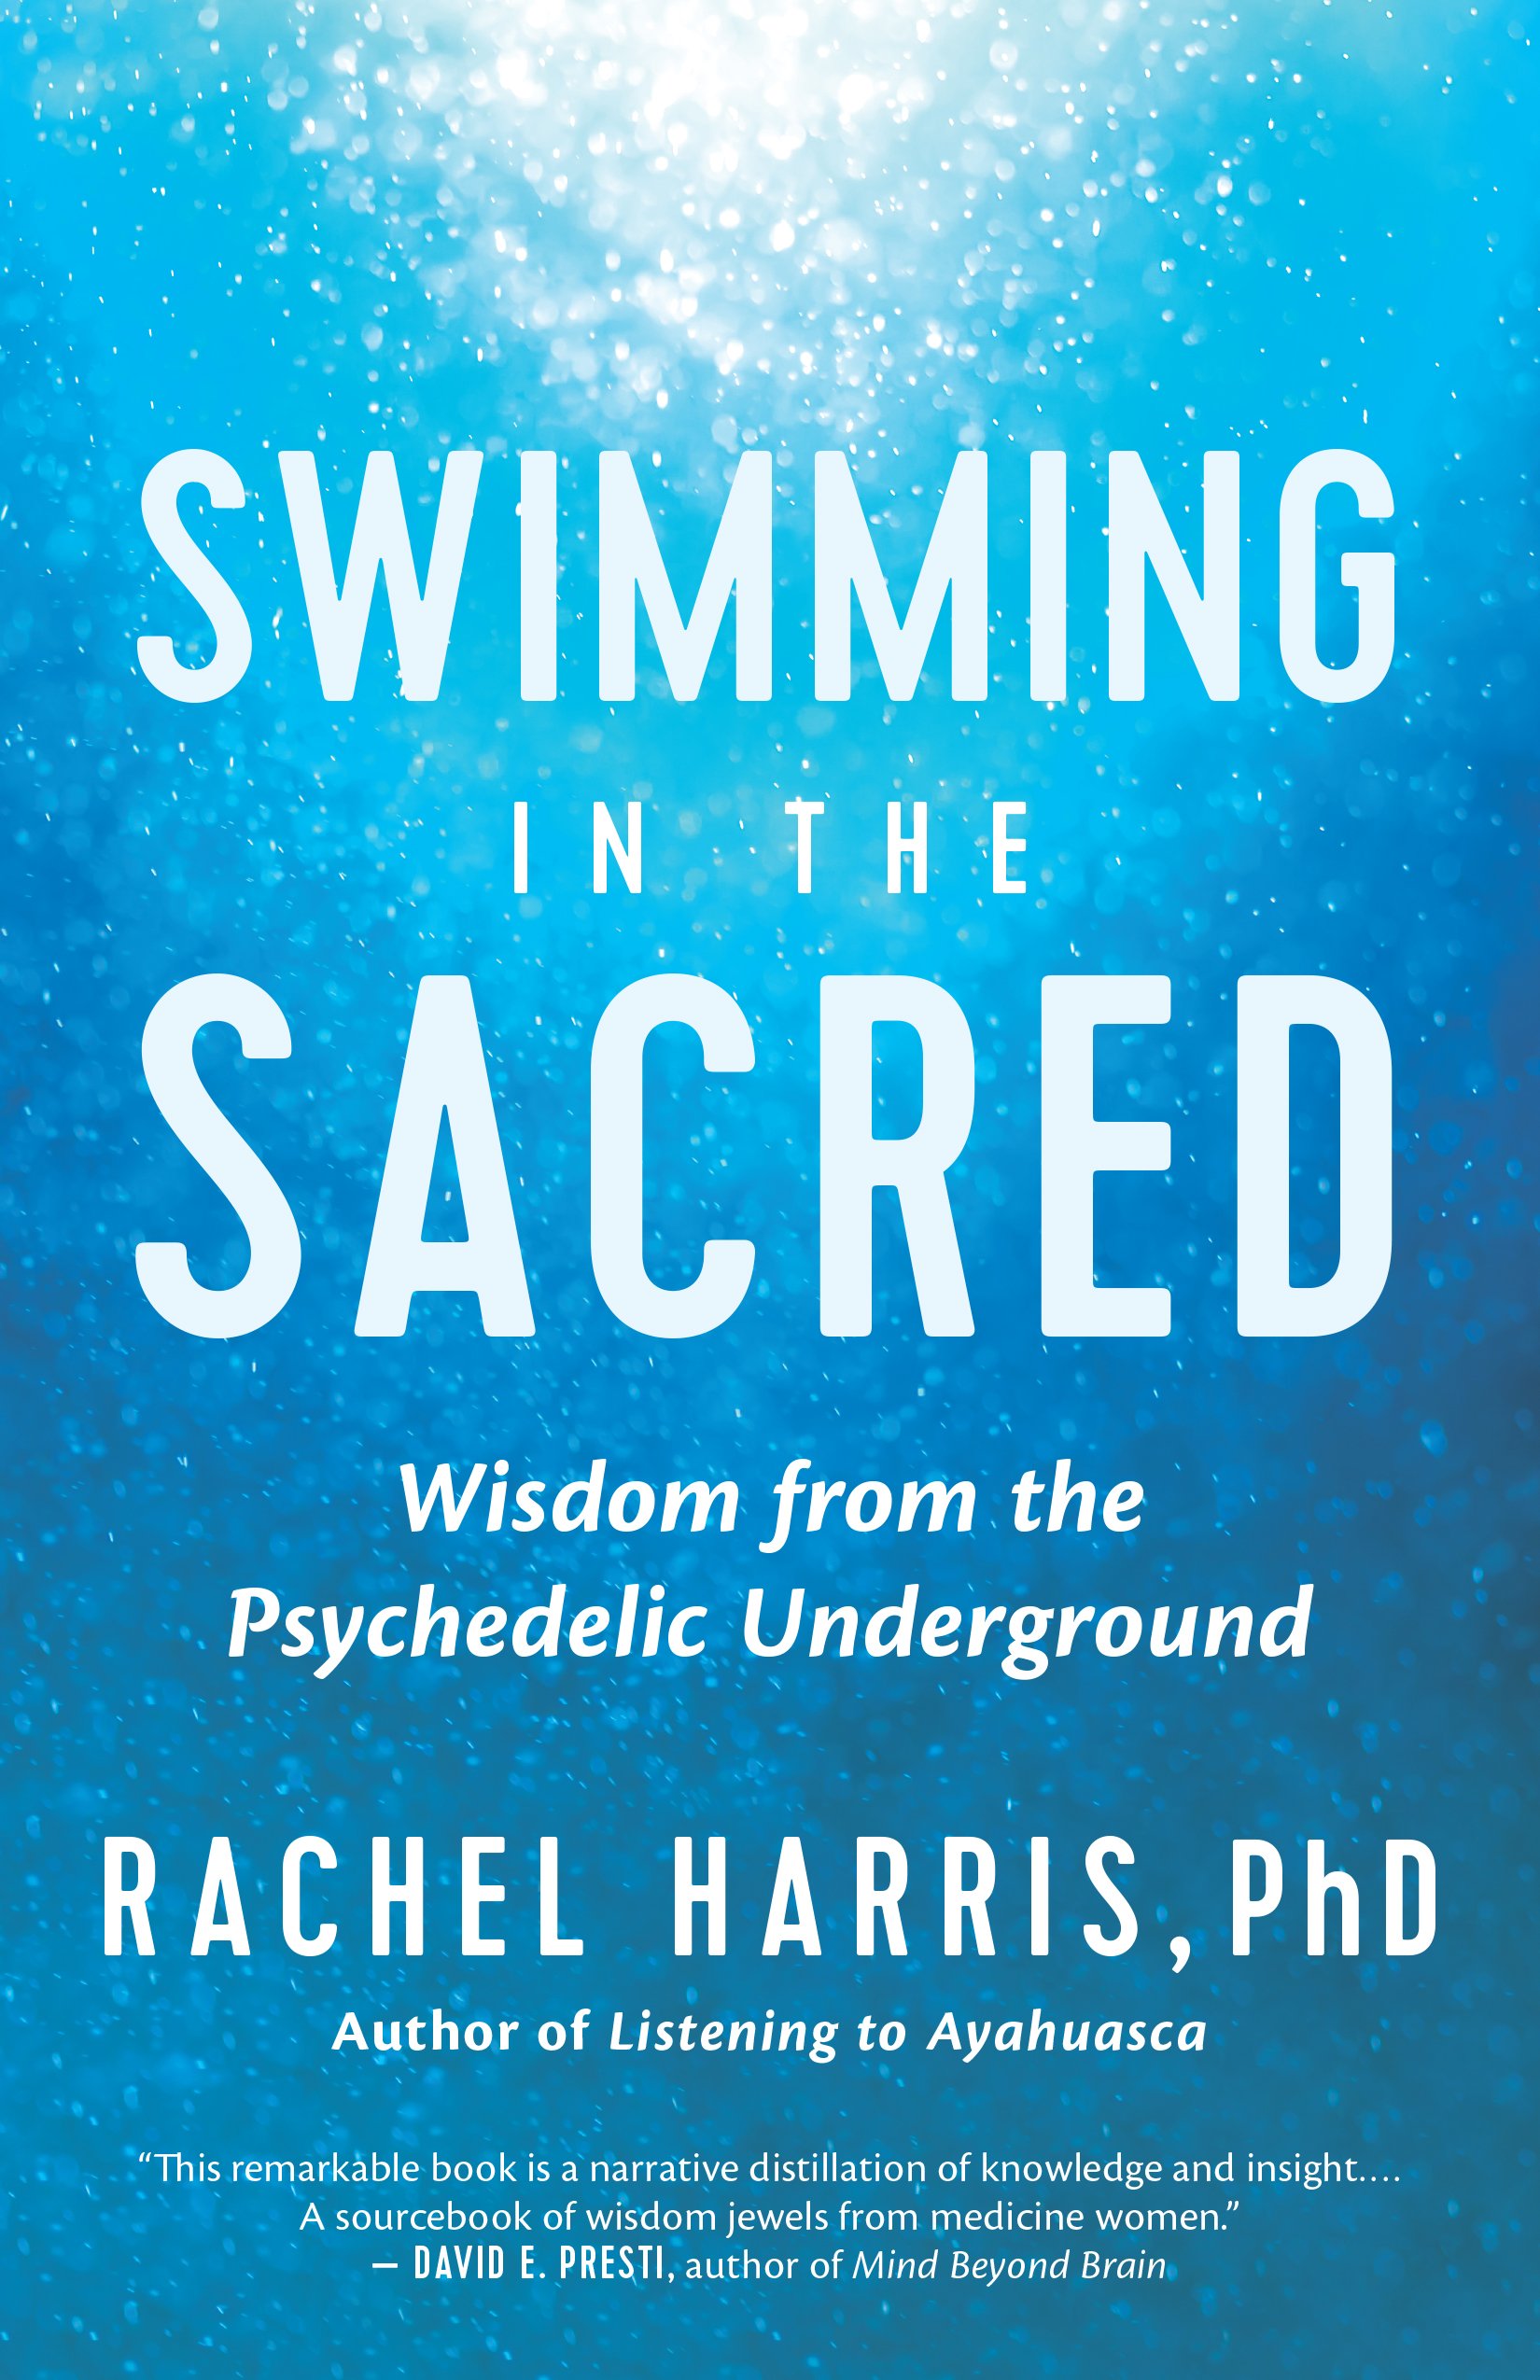 SWIMMING
IN THE
SACRED
Wisdom from the
Psychedelic Underground
RACHEL HARRIS, PhD
Author of Listening to Ayahuasca
“This remarkable book is a narrative distillation of knowledge and insight....
A sourcebook of wisdom jewels from medicine women.”
— DAVID E. PRESTI, author of Mind Beyond Brain